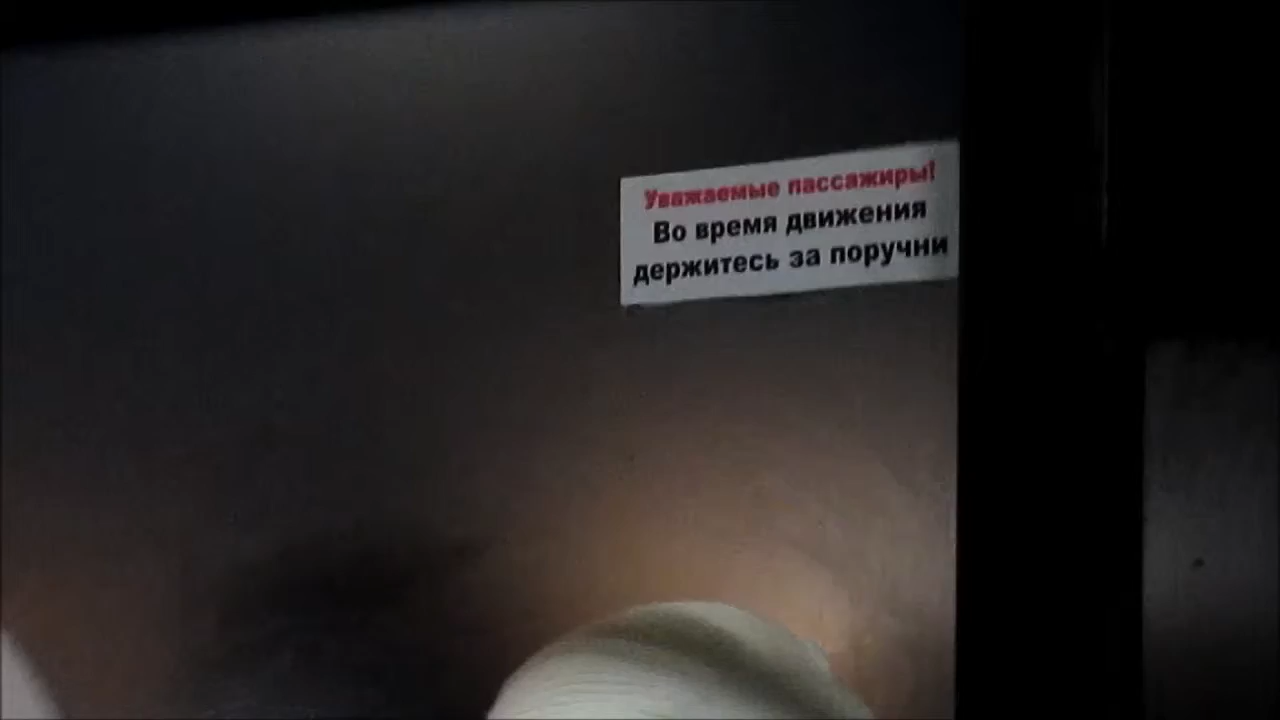 Уважаемые пассажиры!
Во время движения
держитесь за поручни